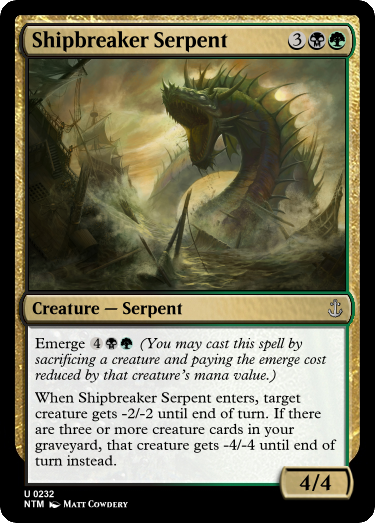 Shipbreaker Serpent 3
Creature — Serpent
Emerge 4 (You may cast this spell by
sacrificing a creature and paying the emerge cost
reduced by that creature's mana value.)
When Shipbreaker Serpent enters, target
creature gets -2/-2 until end of turn. If there
are three or more creature cards in your
graveyard, that creature gets -4/-4 until end of
turn instead.
4/4
U 0232
NTM Matt Cowdery